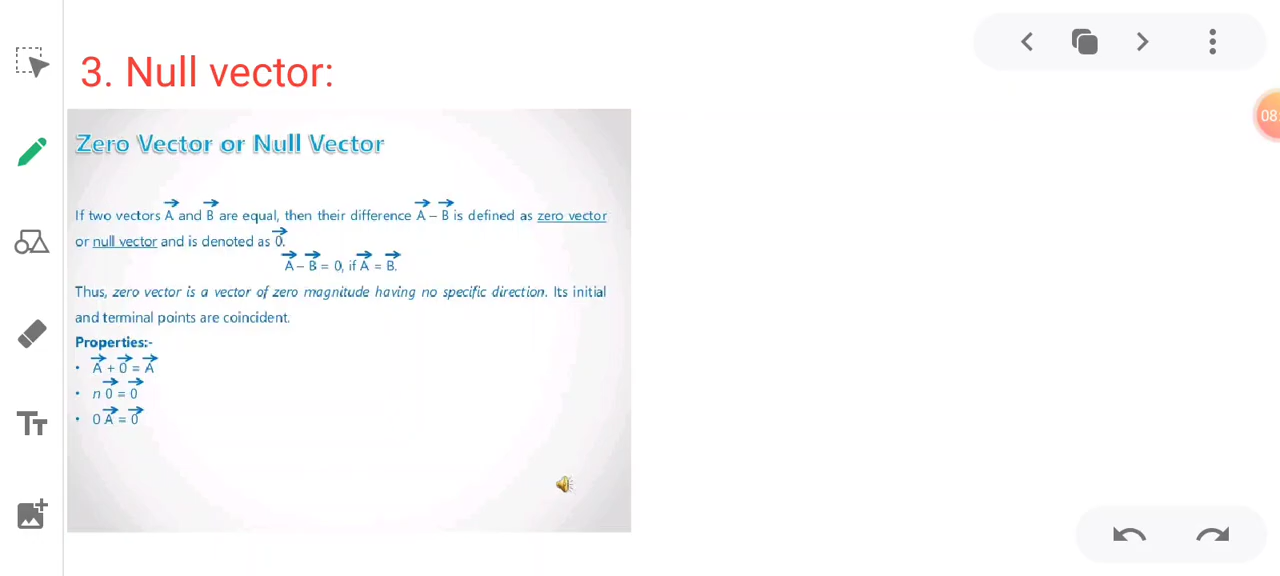 3. Null vector:
08:
Zero Vector or Null Vector
If two vectors A⃗ and B⃗ are equal, then their difference A⃗ – B⃗ is defined as zero vector
or null vector and is denoted as 0⃗.
A⃗ – B⃗ = 0, if A⃗ = B⃗.
Thus, zero vector is a vector of zero magnitude having no specific direction. Its initial
and terminal points are coincident.
Properties:-
• A⃗ + 0⃗ = A⃗
• n 0⃗ = 0⃗
• 0 A⃗ = 0⃗
Tт